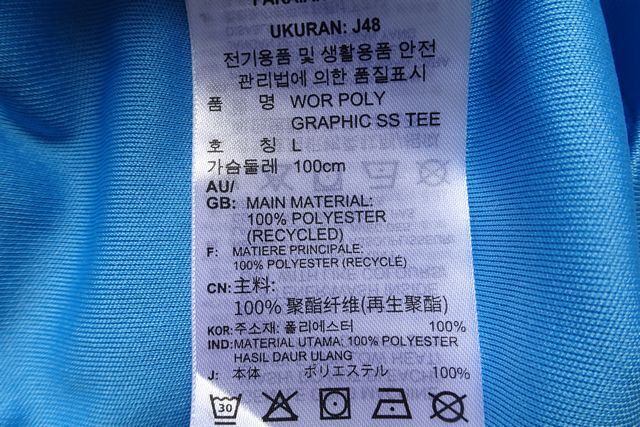 UKURAN: J48
전기용품 및 생활용품 안전
관리법에 의한 품질표시
품 명 WOR POLY
GRAPHIC SS TEE
호 칭 L
가슴둘레 100cm
AU/
GB: MAIN MATERIAL:
100% POLYESTER
(RECYCLED)
F: MATIERE PRINCIPALE:
100% POLYESTER (RECYCLÉ)
CN: 主料:
100% 聚酯纤维(再生聚酯)
KOR: 주소재: 폴리에스터 100%
IND: MATERIAL UTAMA: 100% POLYESTER
HASIL DAUR ULANG
J: 本体 ポリエステル 100%
30